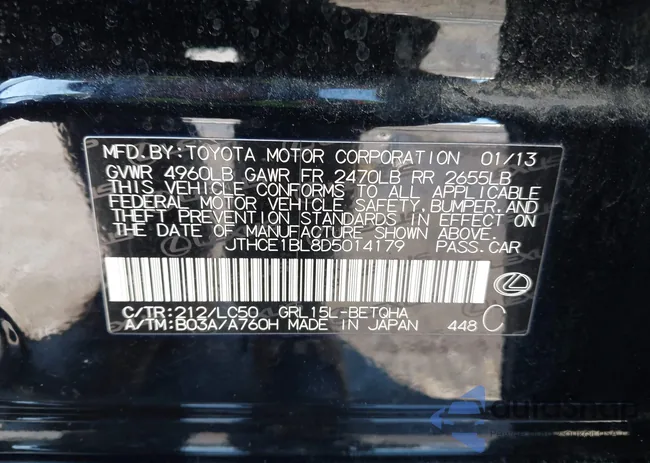 MFD.BY:TOYOTA MOTOR CORPORATION 01/13
GVWR 4960LB GAWR FR 2470LB RR 2655LB
THIS VEHICLE CONFORMS TO ALL APPLICABLE
FEDERAL MOTOR VEHICLE SAFETY,BUMPER,AND
THEFT PREVENTION STANDARDS IN EFFECT ON
THE DATE OF MANUFACTURE SHOWN ABOVE.
JTHCE1BL8D5014179 PASS.CAR
C/TR:212/LC50 GRL15L-BETQHA
A/TM:B03A/A760H MADE IN JAPAN 448 C
AutoSnap